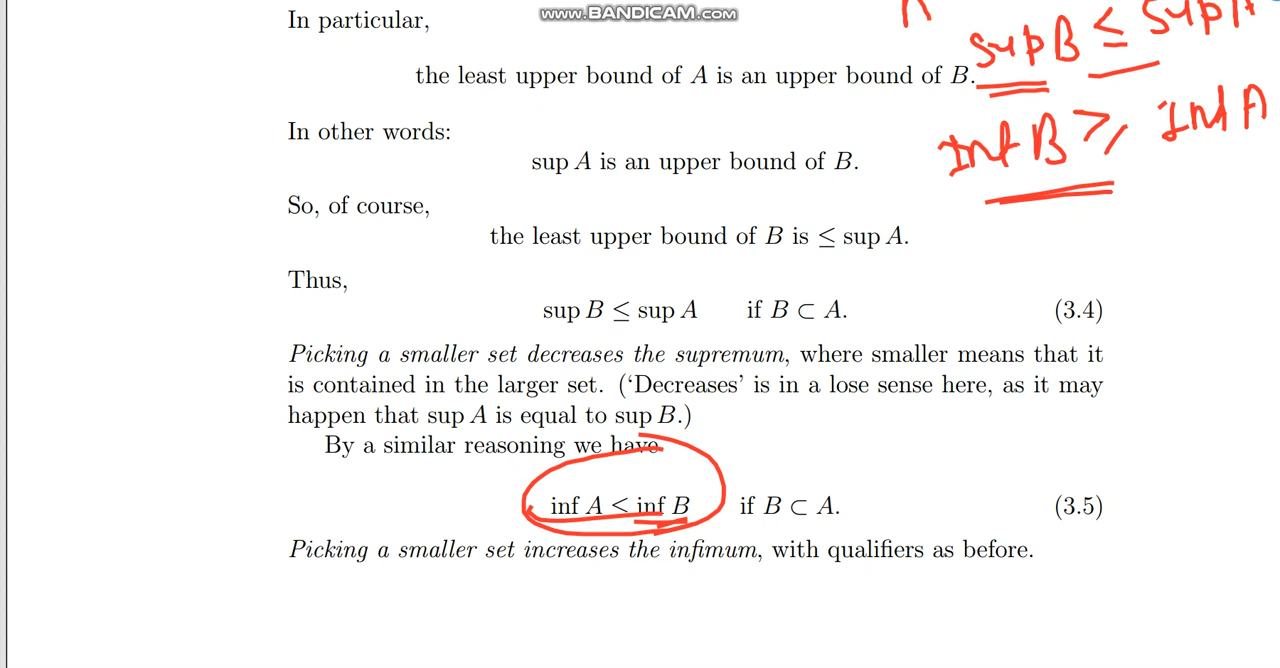 www.BANDICAM.com
In particular,
sup B ≤ sup A
the least upper bound of A is an upper bound of B.
Inf B ≥ Inf A
In other words:
sup A is an upper bound of B.
So, of course,
the least upper bound of B is ≤ sup A.
Thus,
sup B ≤ sup A if B ⊂ A. (3.4)
Picking a smaller set decreases the supremum, where smaller means that it
is contained in the larger set. (‘Decreases’ is in a lose sense here, as it may
happen that sup A is equal to sup B.)
By a similar reasoning we have
inf A < inf B if B ⊂ A. (3.5)
Picking a smaller set increases the infimum, with qualifiers as before.